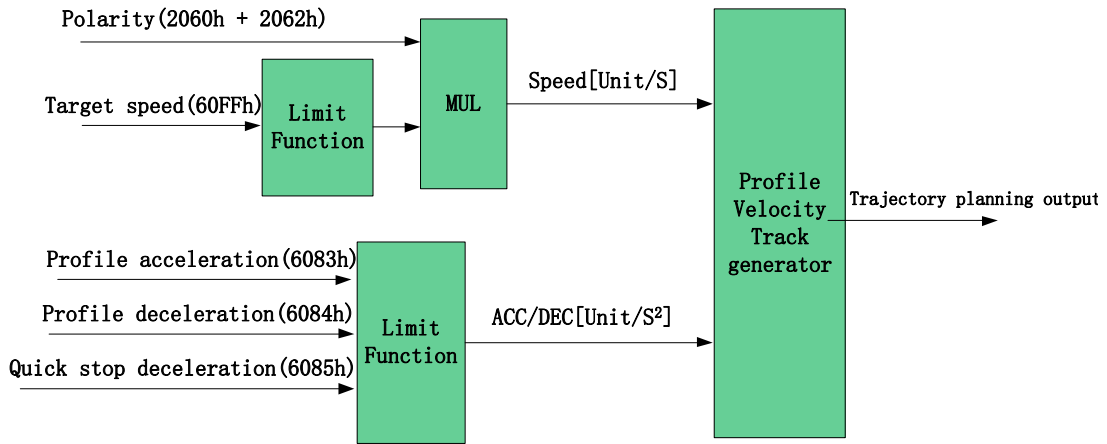 Polarity(2060h + 2062h)
Target speed(60FFh)
Limit
Function
MUL
Speed[Unit/S]
Profile
Velocity
Track
generator
Trajectory planning output
Profile acceleration(6083h)
Profile deceleration(6084h)
Quick stop deceleration(6085h)
Limit
Function
ACC/DEC[Unit/S²]